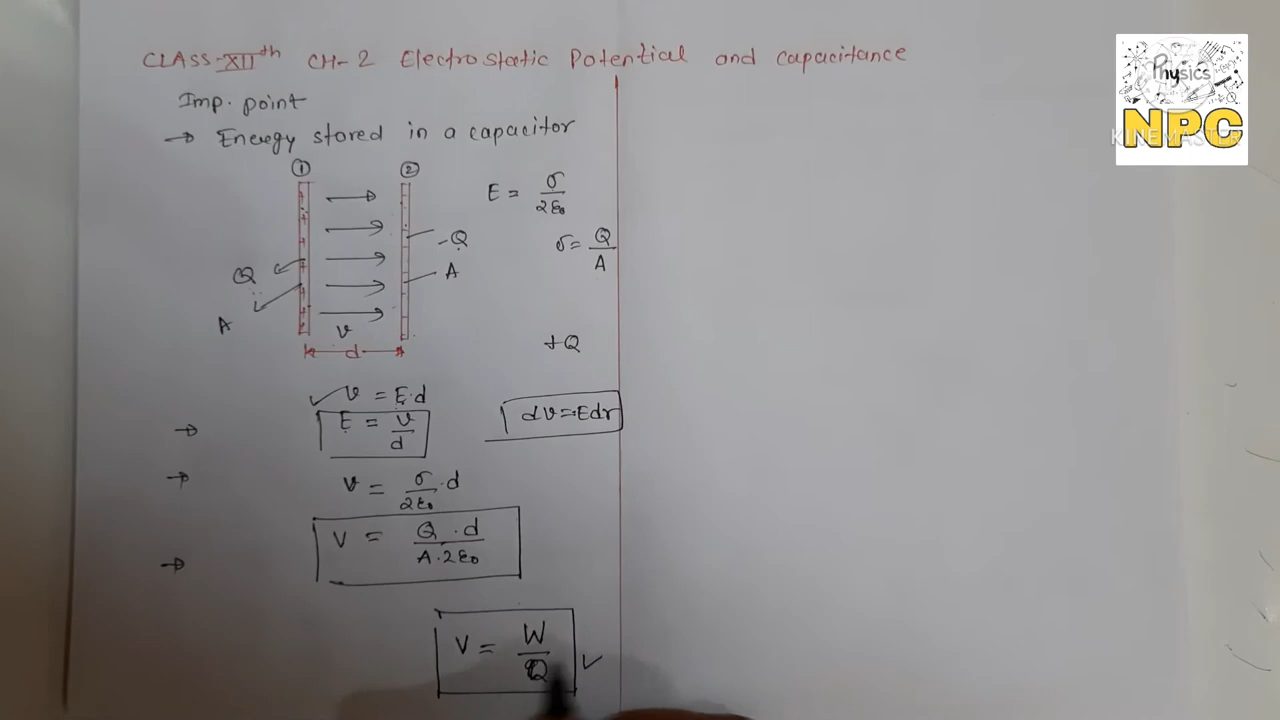 CLASS-XIIth CH-2 Electrostatic Potential and capacitance
Imp. point
→ Energy stored in a capacitor
① ②
E = σ/2ε₀
σ = Q/A
-Q
A
Q
A
V
d
+Q
✓ V = E·d
→ E = V/d
dV = Edr
→ V = σ/2ε₀ · d
→ V = Q·d/A·2ε₀
V = W/Q ✓
Physics
NPC
KINEMASTER